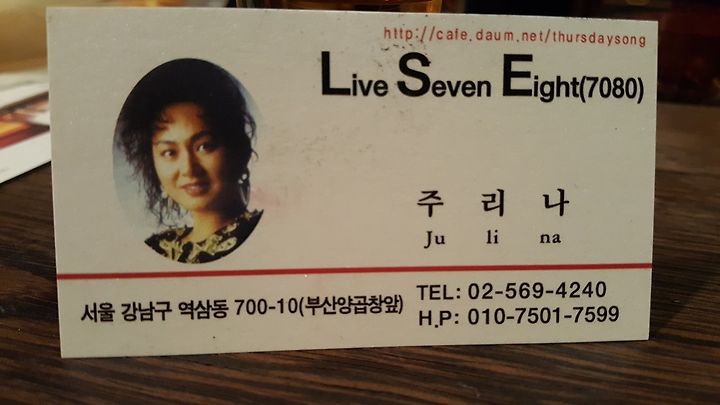 http://cafe.daum.net/thursdaysong
Live Seven Eight(7080)
주 리 나
Ju li na
서울 강남구 역삼동 700-10(부산양곱창앞)
TEL: 02-569-4240
H.P: 010-7501-7599